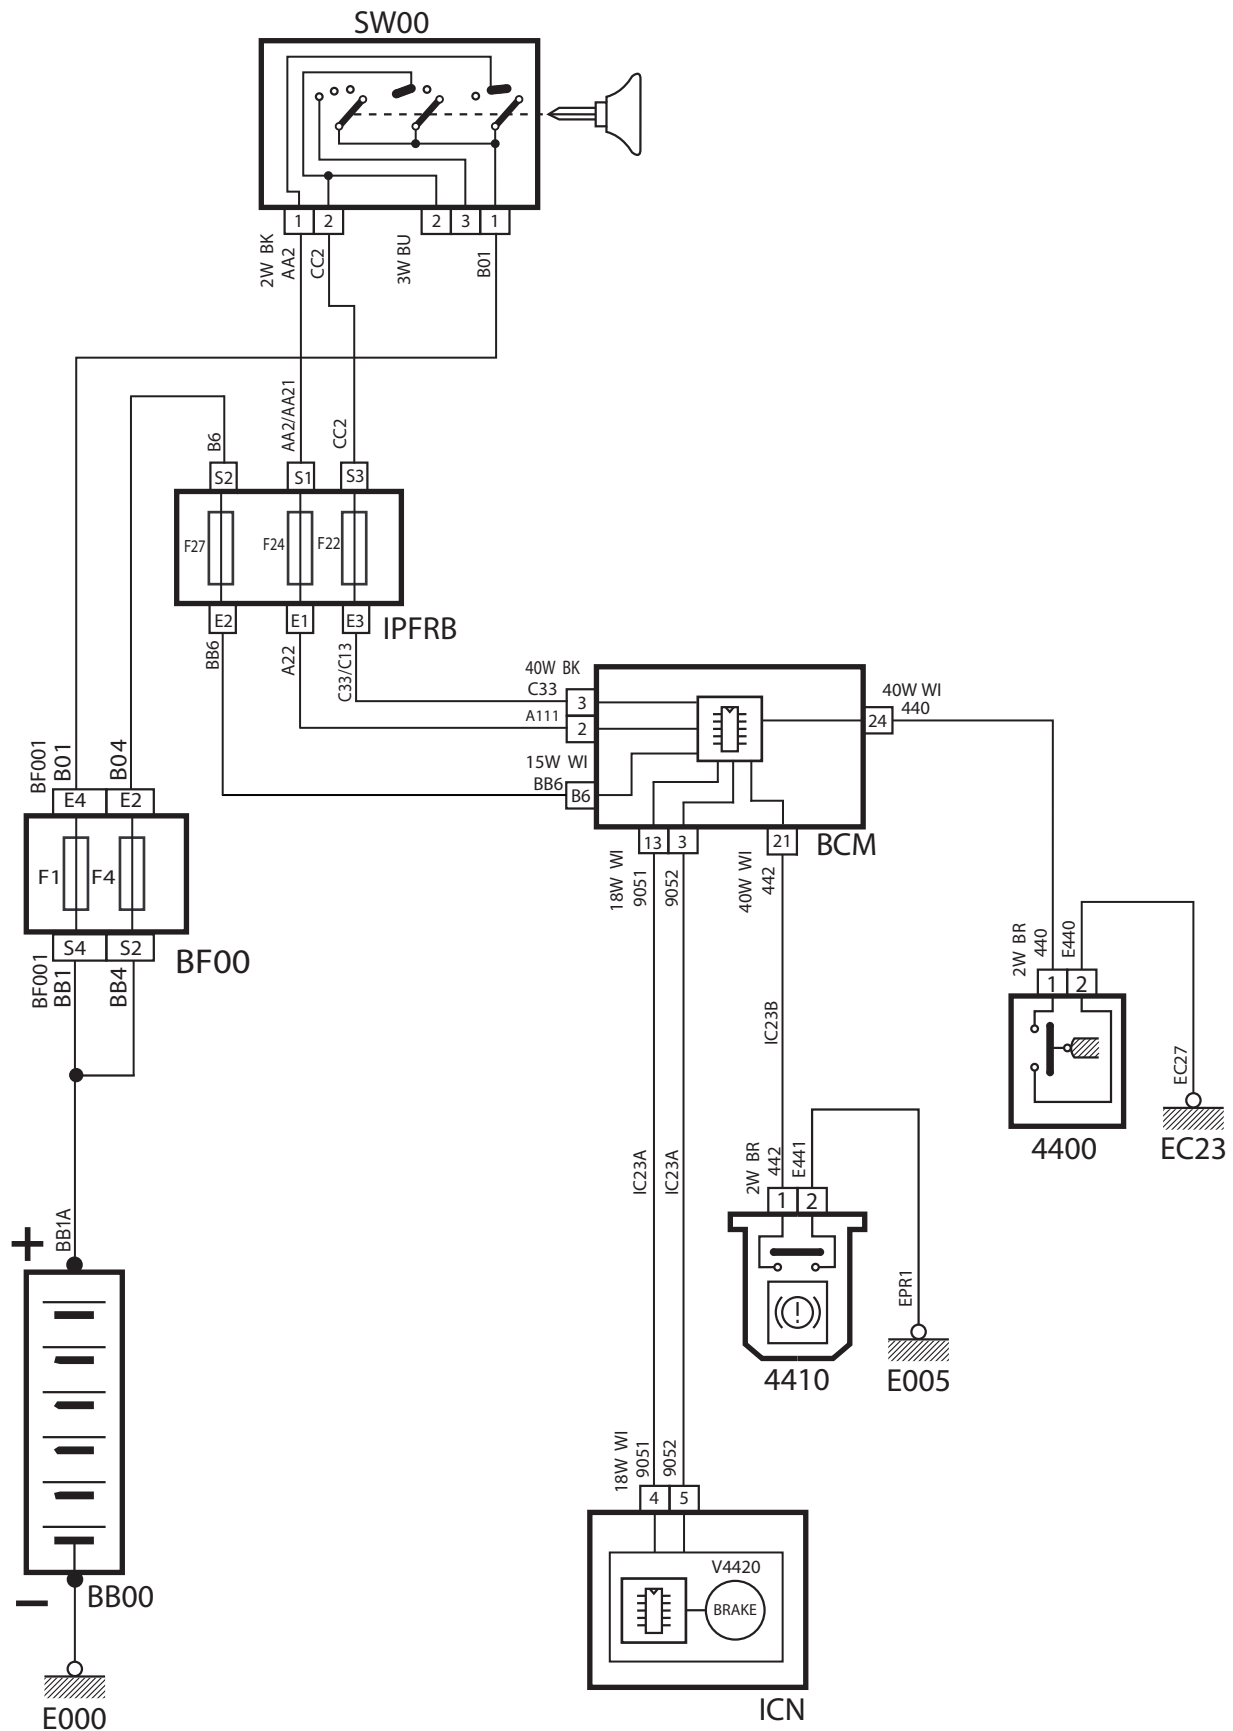 SW00
1
2
2
3
1
2W BK
AA2
CC2
3W BU
B01
B6
AA2/AA21
CC2
S2
S1
S3
F27
F24
F22
E2
E1
E3
IPFRB
BB6
A22
C33/C13
40W BK
C33
3
A111
2
15W WI
BB6
B6
40W WI
440
24
13
3
21
BCM
18W WI
9051
9052
40W WI
442
BF001
B01
B04
E4
E2
F1
F4
S4
S2
BF00
BF001
BB1
BB4
2W BR
440
E440
1
2
4400
EC27
EC23
IC23B
IC23A
IC23A
2W BR
442
E441
1
2
4410
EPR1
E005
+
BB1A
BB00
–
E000
18W WI
9051
9052
4
5
V4420
BRAKE
ICN